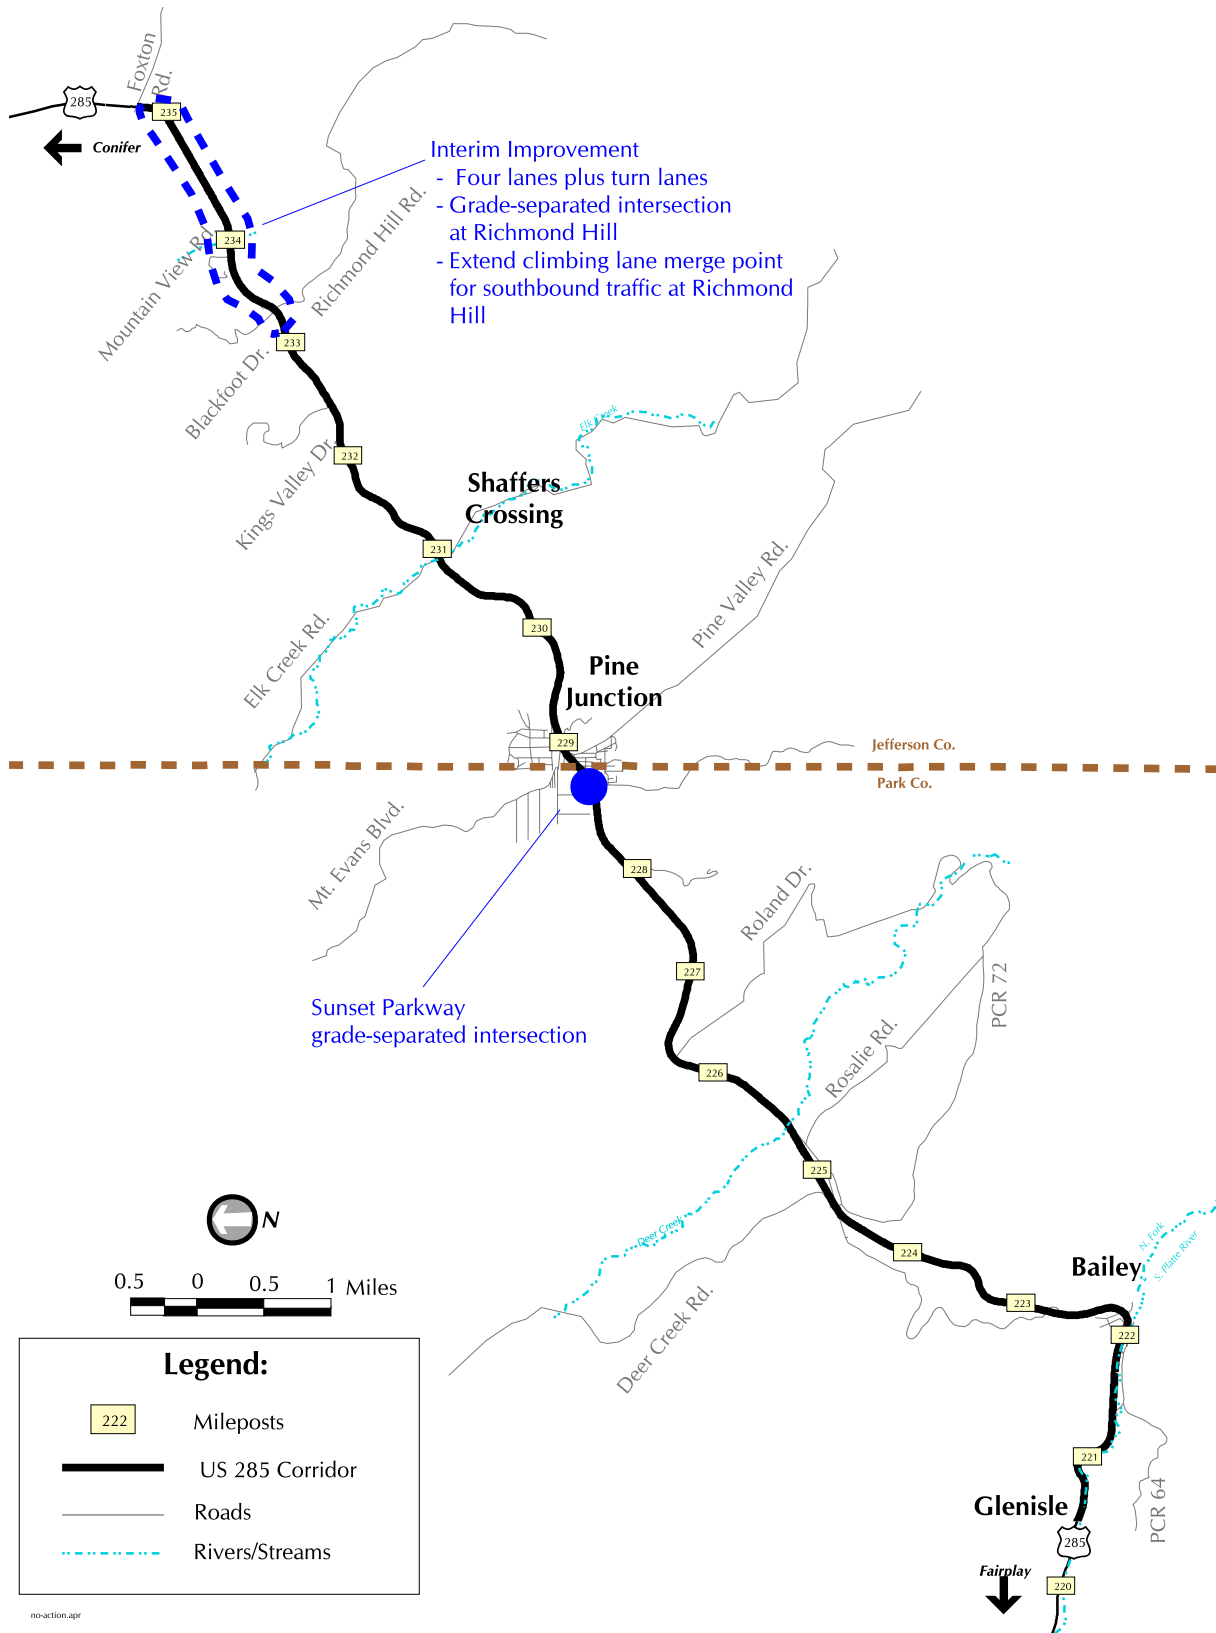 Foxton
Rd.
285
235
Conifer
Interim Improvement
- Four lanes plus turn lanes
- Grade-separated intersection
at Richmond Hill
- Extend climbing lane merge point
for southbound traffic at Richmond
Hill
Richmond Hill Rd.
234
Mountain View Rd.
233
Blackfoot Dr.
Elk Creek
232
Kings Valley Dr.
Shaffers
Crossing
231
Pine Valley Rd.
230
Elk Creek Rd.
Pine
Junction
229
Jefferson Co.
Park Co.
Mt. Evans Blvd.
228
Roland Dr.
227
PCR 72
Sunset Parkway
grade-separated intersection
Rosalie Rd.
226
225
N
Deer Creek
224
N. Fork
S. Platte River
Bailey
0.5 0 0.5 1 Miles
223
222
Deer Creek Rd.
Legend:
222 Mileposts
US 285 Corridor
Roads
Rivers/Streams
221
Glenisle
PCR 64
285
Fairplay
220
no-action.apr